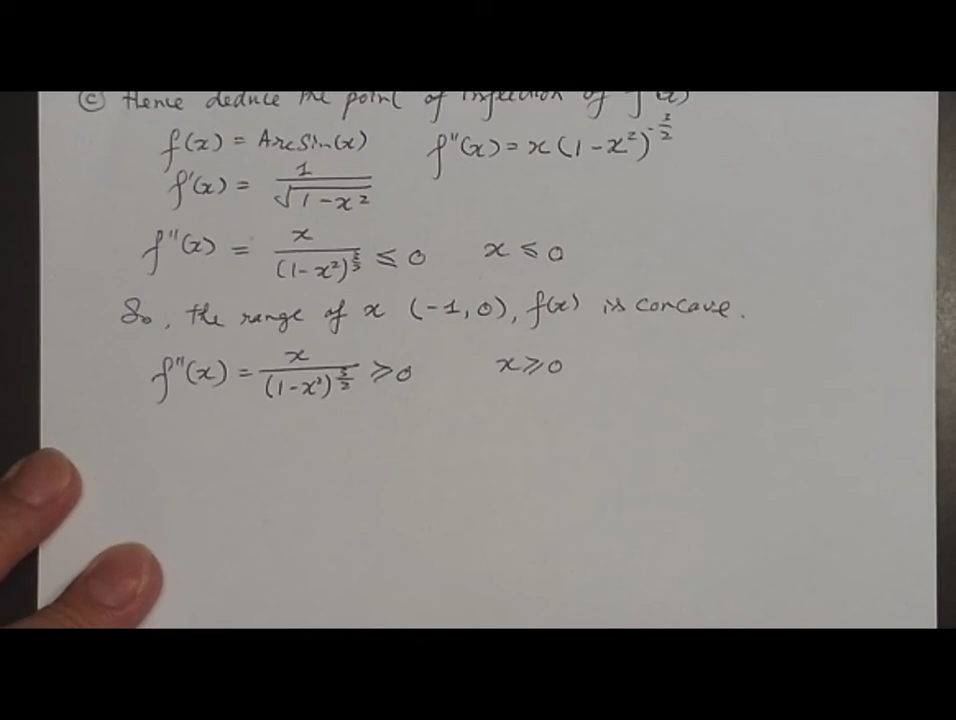 ⓒ Hence deduce the point of inflection of f(x)
f(x) = Arcsin(x) f''(x) = x(1-x²)^{-3/2}
f'(x) = 1/√(1-x²)
f''(x) = x/(1-x²)^{3/2} ≤ 0 x ≤ 0
So, the range of x (-1,0), f(x) is concave.
f''(x) = x/(1-x²)^{3/2} ≥ 0 x ≥ 0